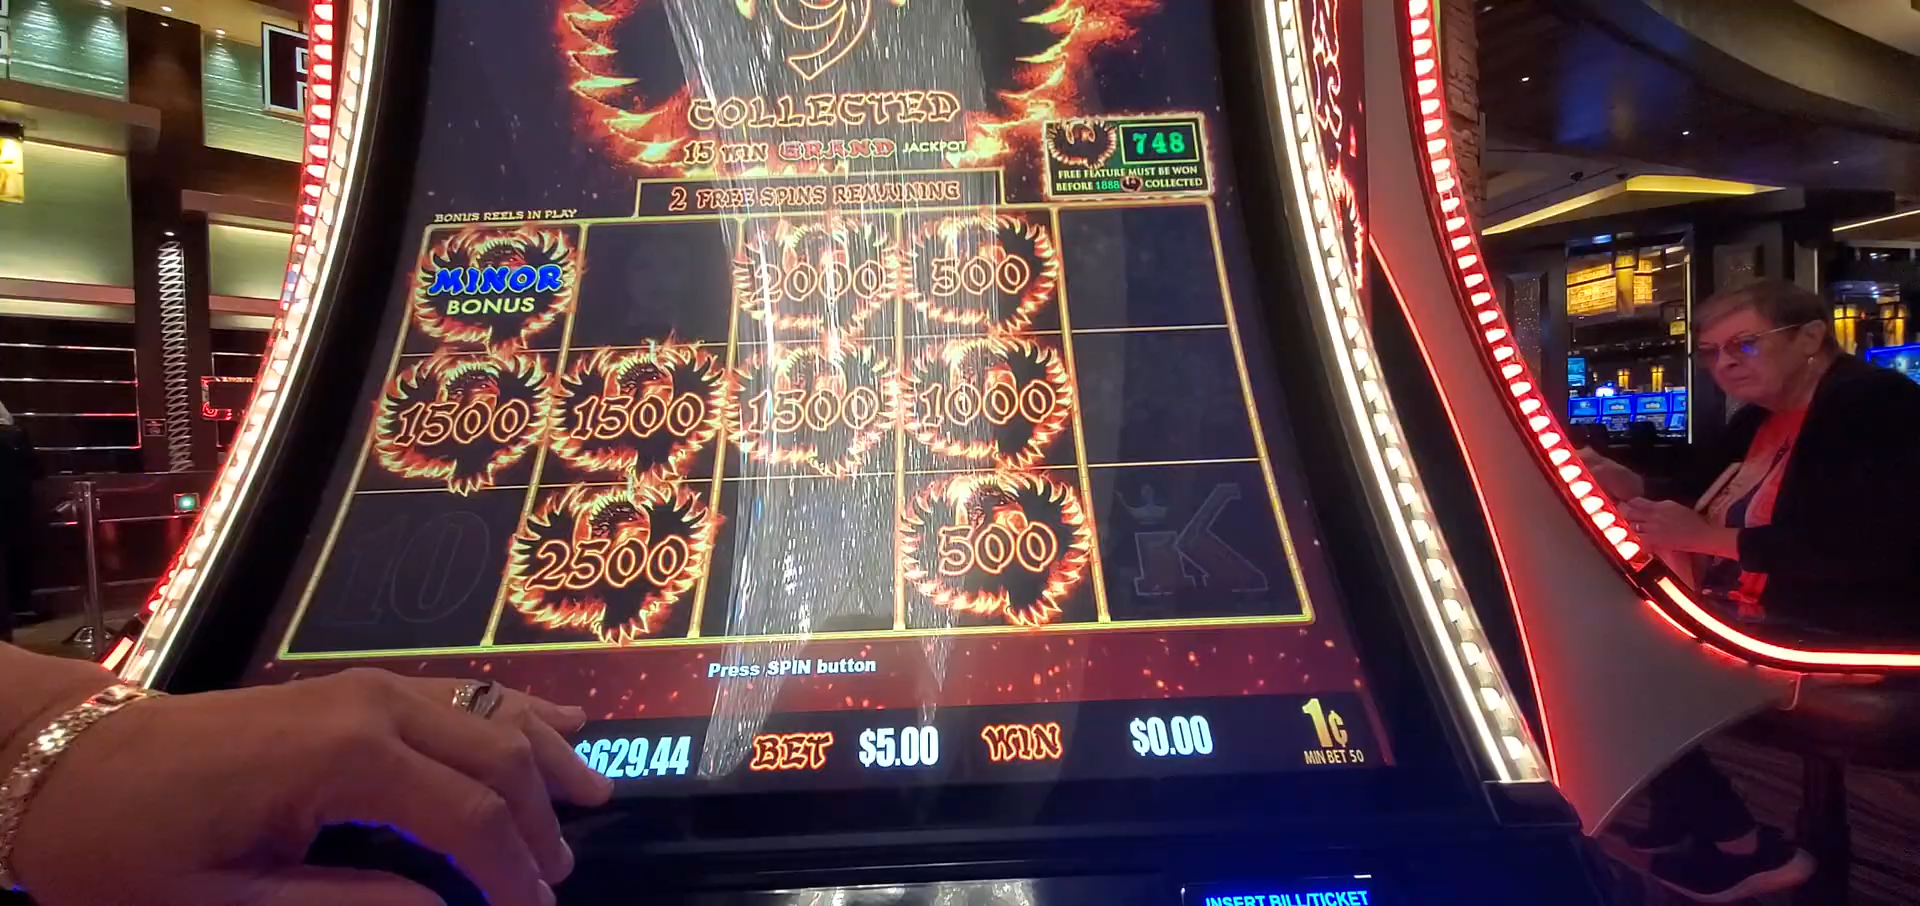 9
COLLECTED
15 WIN GRAND JACKPOT
748
FREE FEATURE MUST BE WON
BEFORE 1888 COLLECTED
2 FREE SPINS REMAINING
BONUS REELS IN PLAY
MINOR
BONUS
2000
500
1500
1500
1500
1000
10
2500
500
K
Press SPIN button
$629.44
BET
$5.00
WIN
$0.00
1¢
MIN BET 50
INSERT BILL/TICKET